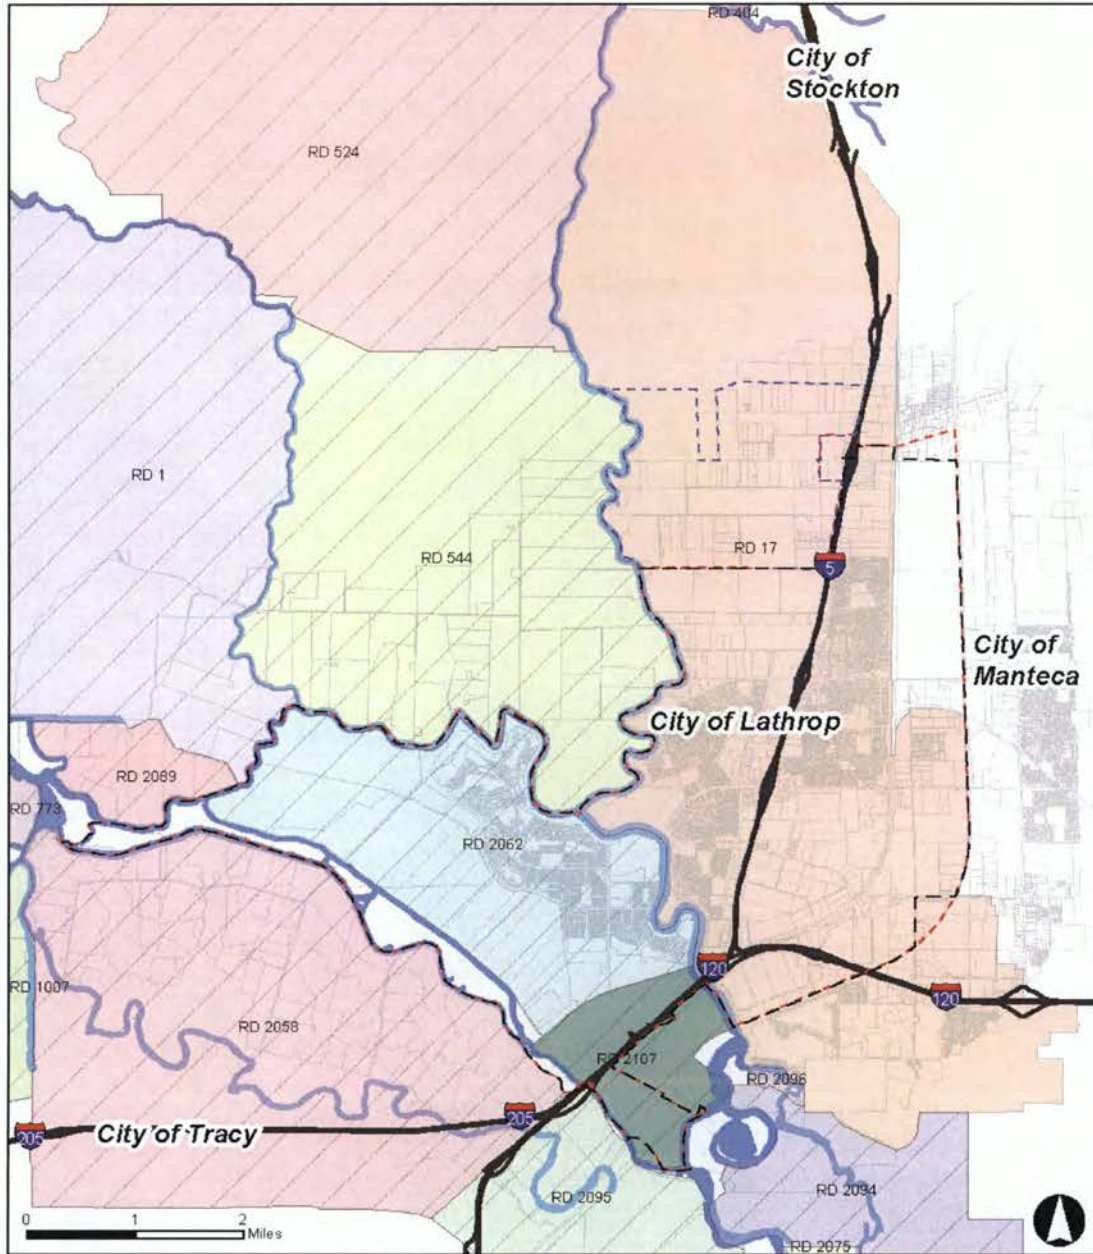 RD 404
City of
Stockton
RD 524
RD 1
RD 544
RD 17
5
City of
Manteca
City of Lathrop
RD 2089
RD 773
RD 2062
120
120
RD 1007
RD 2058
RD 2107
RD 2096
205
205
City of Tracy
RD 2095
RD 2094
RD 2075
0 1 2
Miles